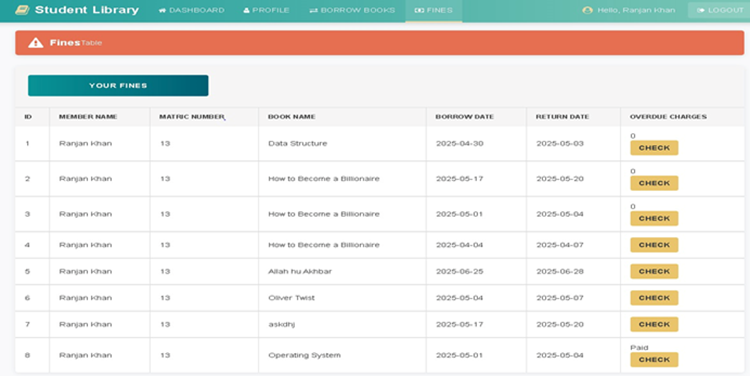 Student Library DASHBOARD PROFILE BORROW BOOKS FINES Hello, Ranjan Khan LOGOUT
Fines Table
YOUR FINES
ID MEMBER NAME MATRIC NUMBER BOOK NAME BORROW DATE RETURN DATE OVERDUE CHARGES
1 Ranjan Khan 13 Data Structure 2025-04-30 2025-05-03 0 CHECK
2 Ranjan Khan 13 How to Become a Billionaire 2025-05-17 2025-05-20 0 CHECK
3 Ranjan Khan 13 How to Become a Billionaire 2025-05-01 2025-05-04 0 CHECK
4 Ranjan Khan 13 How to Become a Billionaire 2025-04-04 2025-04-07 CHECK
5 Ranjan Khan 13 Allah hu Akhbar 2025-06-25 2025-06-28 CHECK
6 Ranjan Khan 13 Oliver Twist 2025-05-04 2025-05-07 CHECK
7 Ranjan Khan 13 askdhj 2025-05-17 2025-05-20 CHECK
8 Ranjan Khan 13 Operating System 2025-05-01 2025-05-04 Paid CHECK